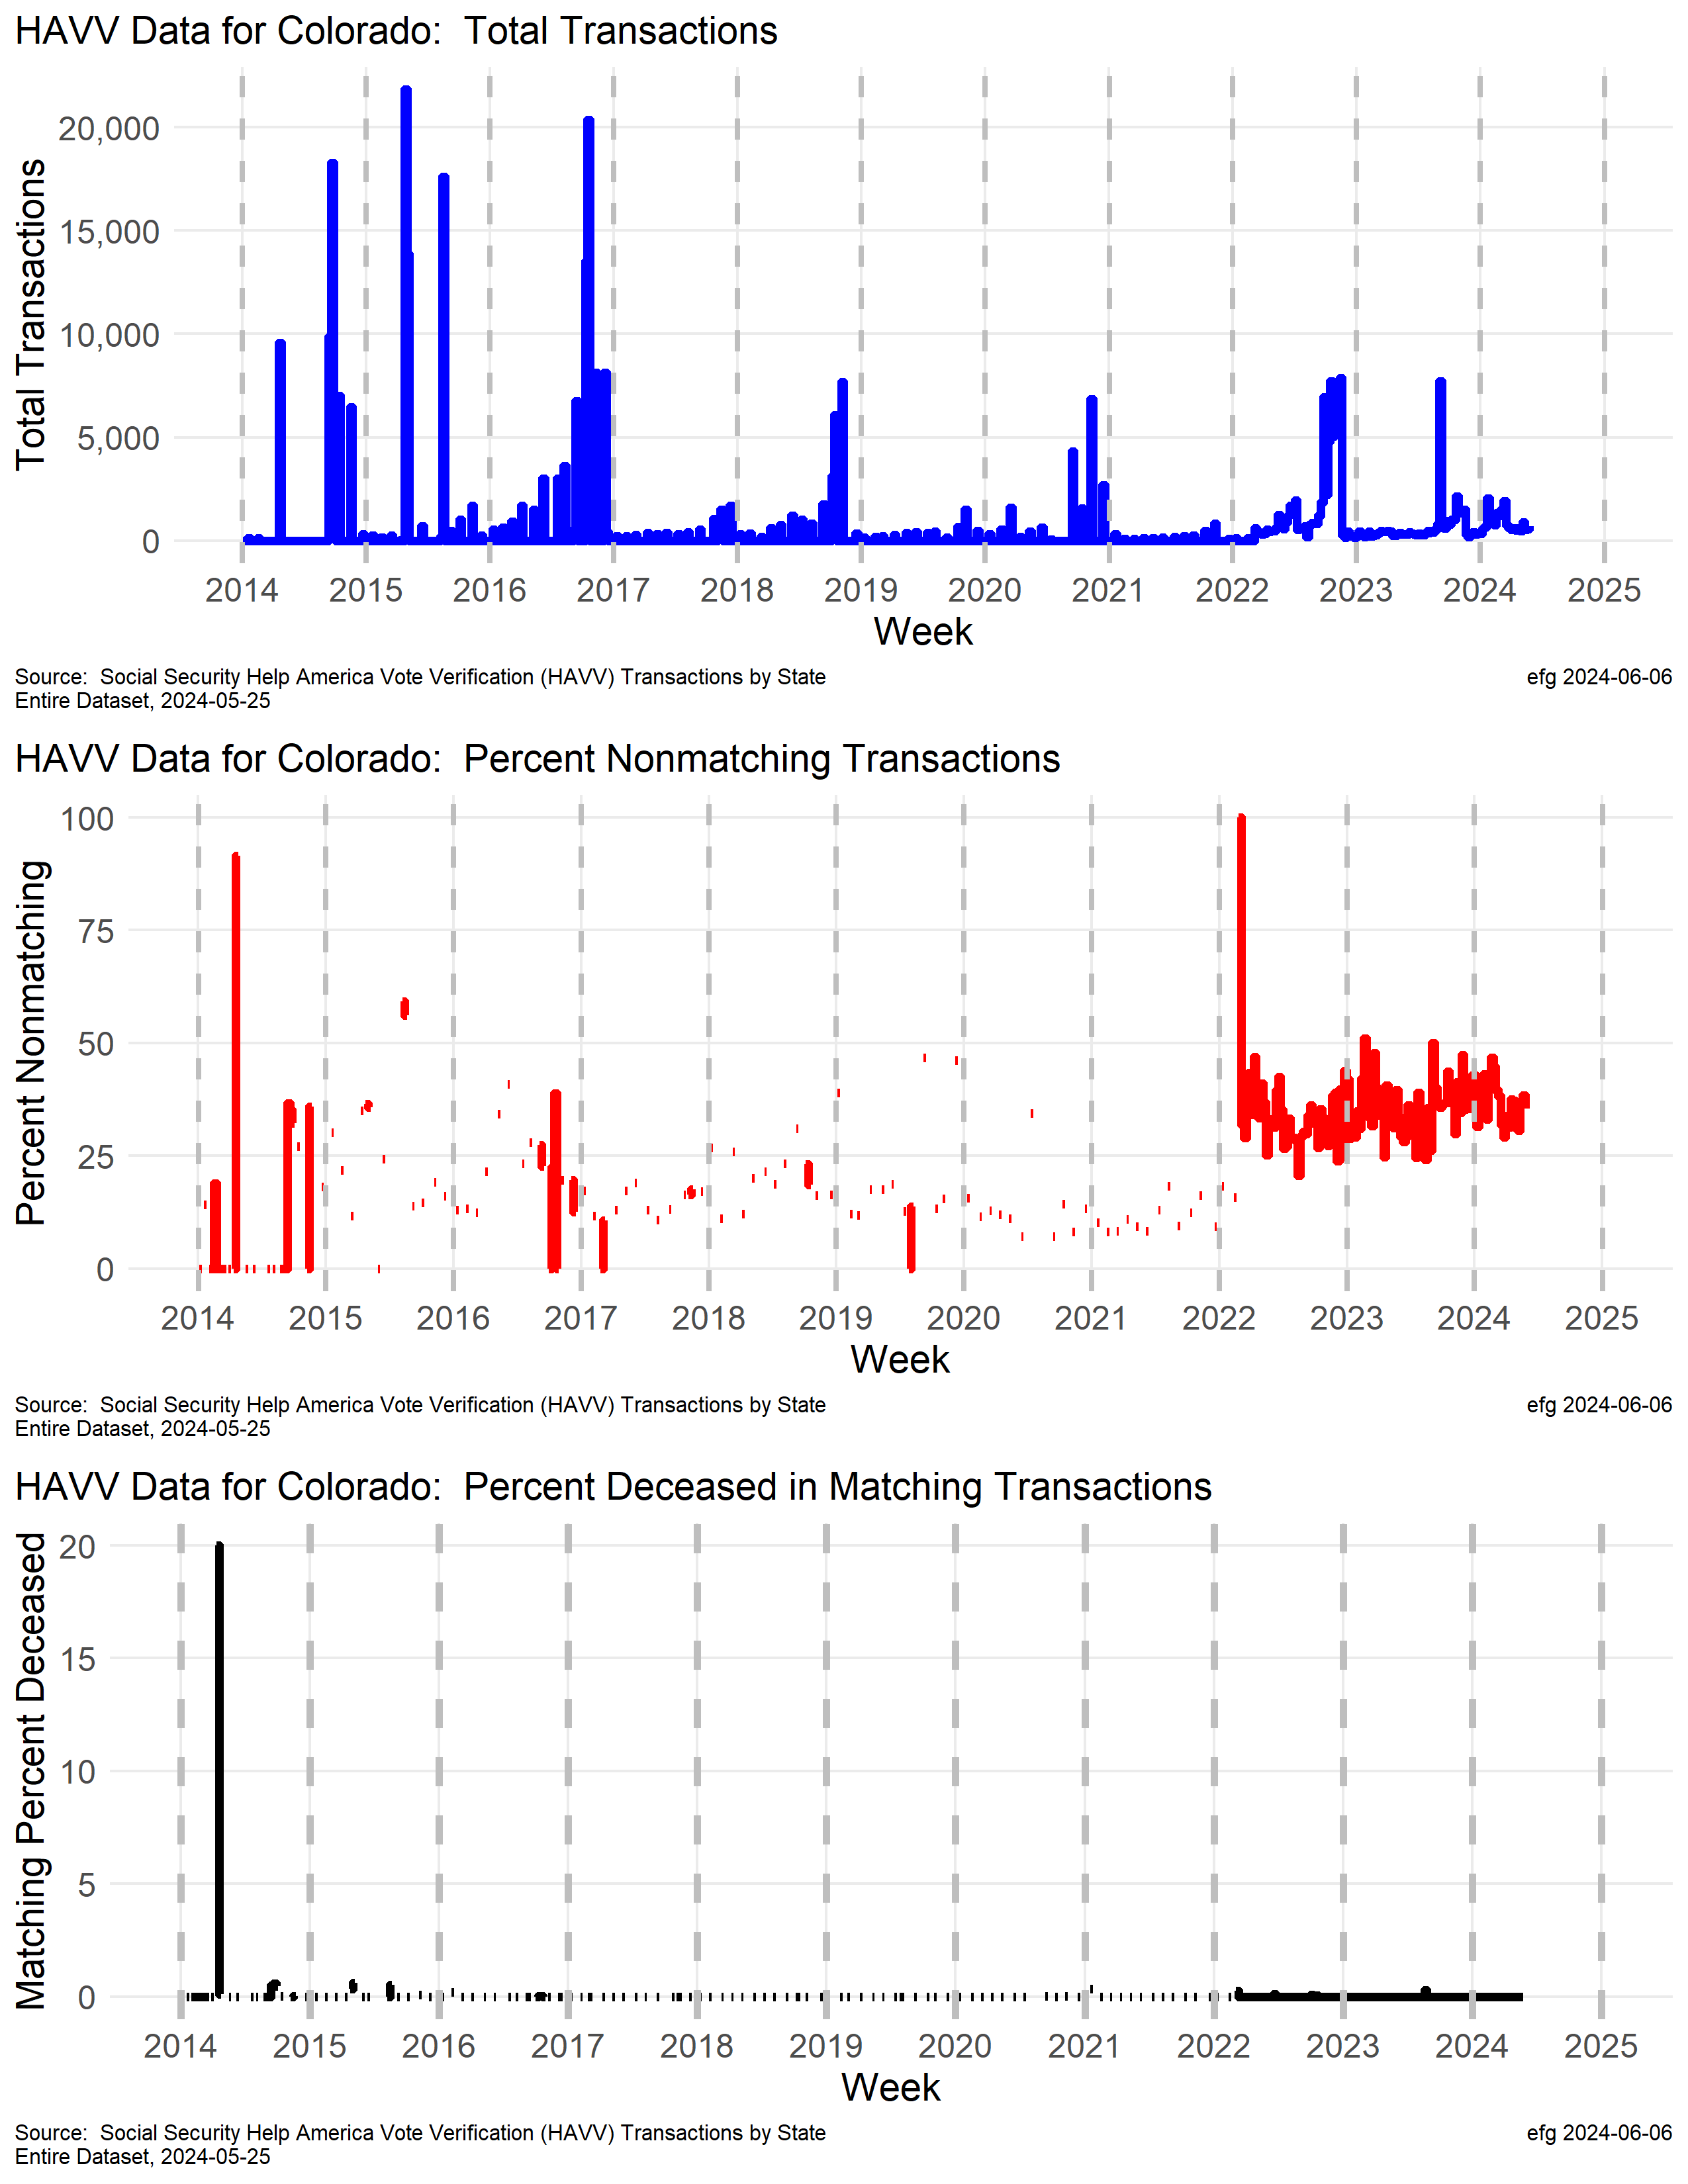 HAVV Data for Colorado:  Total Transactions
Total Transactions
20,000
15,000
10,000
5,000
0
2014 2015 2016 2017 2018 2019 2020 2021 2022 2023 2024 2025
Week
Source:  Social Security Help America Vote Verification (HAVV) Transactions by State
Entire Dataset, 2024-05-25
efg 2024-06-06
HAVV Data for Colorado:  Percent Nonmatching Transactions
Percent Nonmatching
100
75
50
25
0
2014 2015 2016 2017 2018 2019 2020 2021 2022 2023 2024 2025
Week
Source:  Social Security Help America Vote Verification (HAVV) Transactions by State
Entire Dataset, 2024-05-25
efg 2024-06-06
HAVV Data for Colorado:  Percent Deceased in Matching Transactions
Matching Percent Deceased
20
15
10
5
0
2014 2015 2016 2017 2018 2019 2020 2021 2022 2023 2024 2025
Week
Source:  Social Security Help America Vote Verification (HAVV) Transactions by State
Entire Dataset, 2024-05-25
efg 2024-06-06